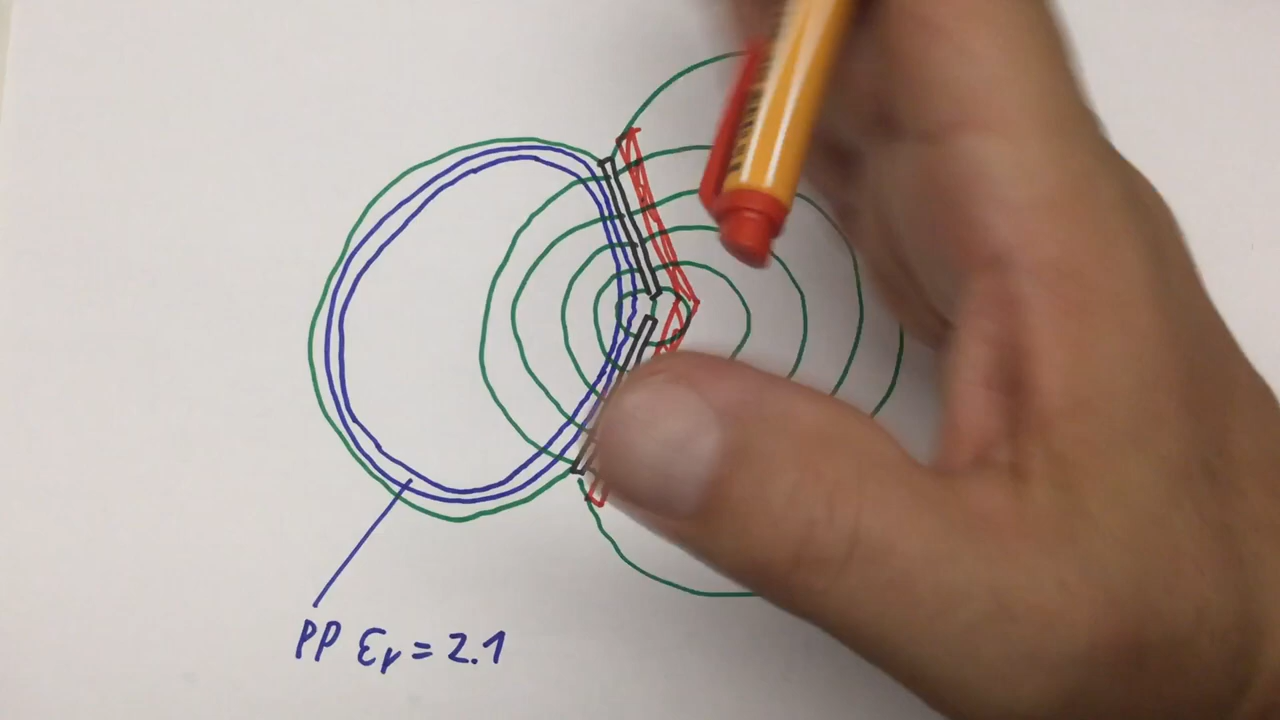 PP εr = 2.1